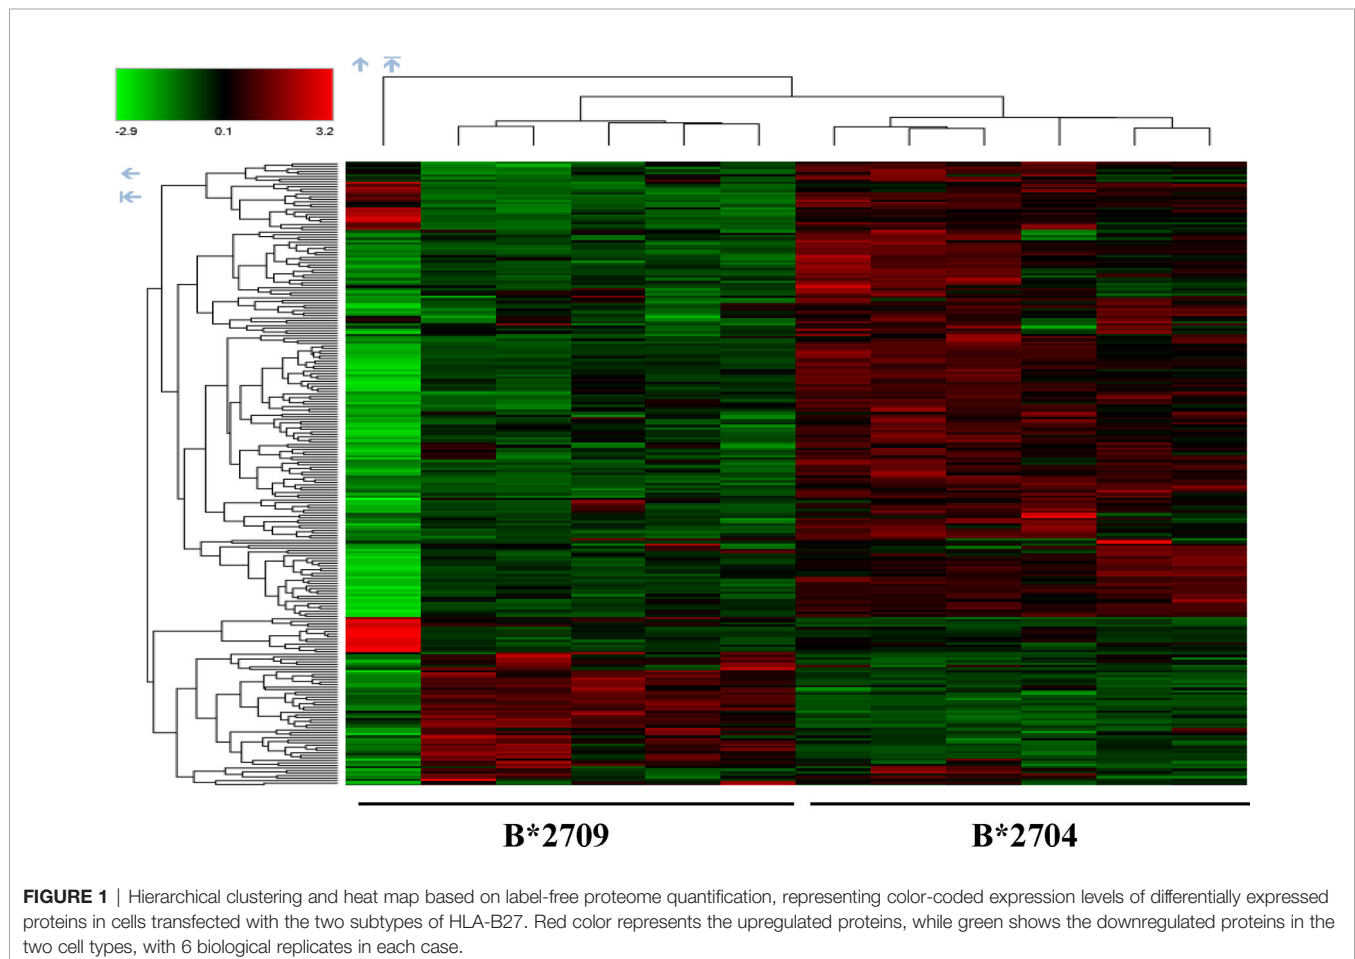 -2.9 0.1 3.2
B*2709 B*2704
FIGURE 1 | Hierarchical clustering and heat map based on label-free proteome quantification, representing color-coded expression levels of differentially expressed
proteins in cells transfected with the two subtypes of HLA-B27. Red color represents the upregulated proteins, while green shows the downregulated proteins in the
two cell types, with 6 biological replicates in each case.